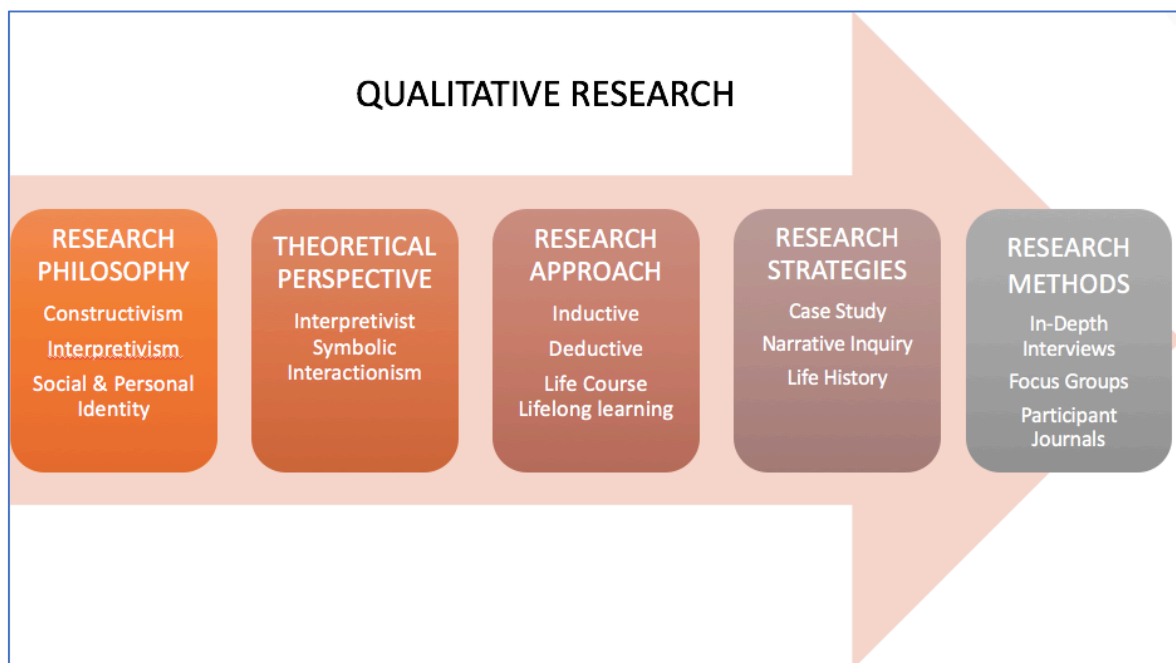 QUALITATIVE RESEARCH
RESEARCH
PHILOSOPHY
Constructivism
Interpretivism
Social & Personal
Identity
THEORETICAL
PERSPECTIVE
Interpretivist
Symbolic
Interactionism
RESEARCH
APPROACH
Inductive
Deductive
Life Course
Lifelong learning
RESEARCH
STRATEGIES
Case Study
Narrative Inquiry
Life History
RESEARCH
METHODS
In-Depth
Interviews
Focus Groups
Participant
Journals